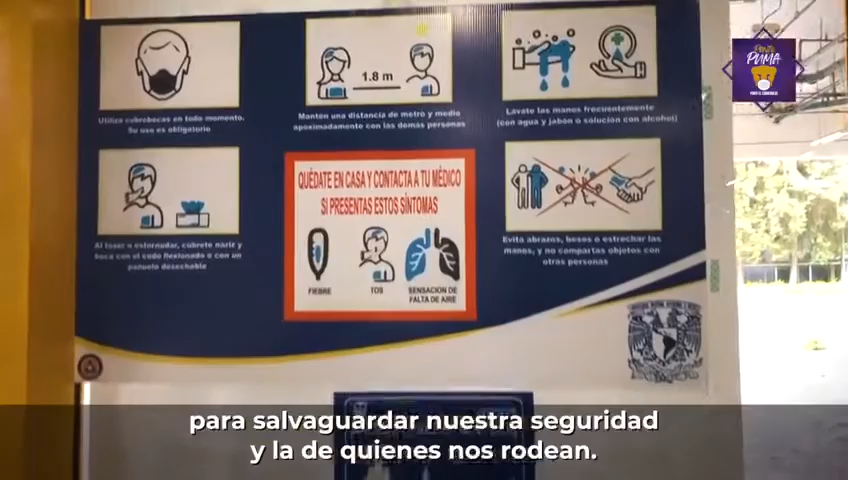 Utiliza cubrebocas en todo momento.
Su uso es obligatorio
1.8 m
Mantén una distancia de metro y medio
apoximadamente con las demás personas
Lávate las manos frecuentemente
(con agua y jabón o solución con alcohol)
Al toser o estornudar, cúbrete nariz y
boca con el codo flexionado o con un
pañuelo desechable
QUÉDATE EN CASA Y CONTACTA A TU MÉDICO
SI PRESENTAS ESTOS SÍNTOMAS
FIEBRE
TOS
SENSACIÓN DE
FALTA DE AIRE
Evita abrazos, besos o estrechar las
manos, y no compartas objetos con
otras personas
PUMA
para salvaguardar nuestra seguridad
y la de quienes nos rodean.